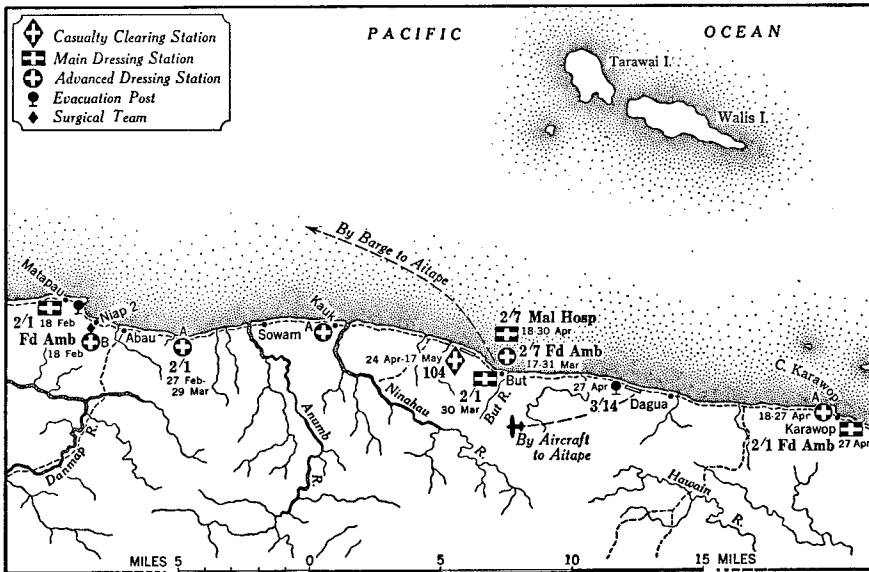 Casualty Clearing Station
Main Dressing Station
Advanced Dressing Station
Evacuation Post
Surgical Team
PACIFIC OCEAN
Tarawai I.
Walis I.
By Barge to Aitape
Matapau
2/1 18 Feb
Fd Amb
18 Feb
B
Niap 2
Abau
A
2/1
27 Feb-
29 Mar
Sowam
Kauk
A
24 Apr-17 May
104
2/7 Mal Hosp
18-30 Apr
2/7 Fd Amb
17-31 Mar
But
2/1
30 Mar
But R.
27 Apr
3/14
Dagua
By Aircraft
to Aitape
C. Karawop
A
18-27 Apr
Karawop
2/1 Fd Amb 27 Apr
Danmap R.
Anumb R.
Ninahau R.
Hawain R.
MILES 5 0 5 10 15 MILES